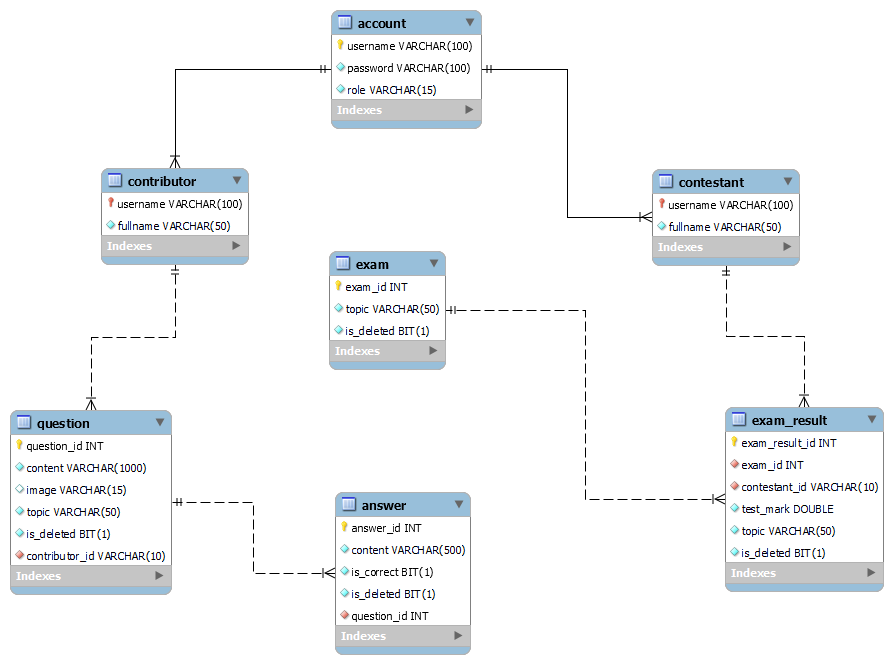 account
username VARCHAR(100)
password VARCHAR(100)
role VARCHAR(15)
Indexes
contributor
username VARCHAR(100)
fullname VARCHAR(50)
Indexes
contestant
username VARCHAR(100)
fullname VARCHAR(50)
Indexes
exam
exam_id INT
topic VARCHAR(50)
is_deleted BIT(1)
Indexes
question
question_id INT
content VARCHAR(1000)
image VARCHAR(15)
topic VARCHAR(50)
is_deleted BIT(1)
contributor_id VARCHAR(10)
Indexes
answer
answer_id INT
content VARCHAR(500)
is_correct BIT(1)
is_deleted BIT(1)
question_id INT
Indexes
exam_result
exam_result_id INT
exam_id INT
contestant_id VARCHAR(10)
test_mark DOUBLE
topic VARCHAR(50)
is_deleted BIT(1)
Indexes